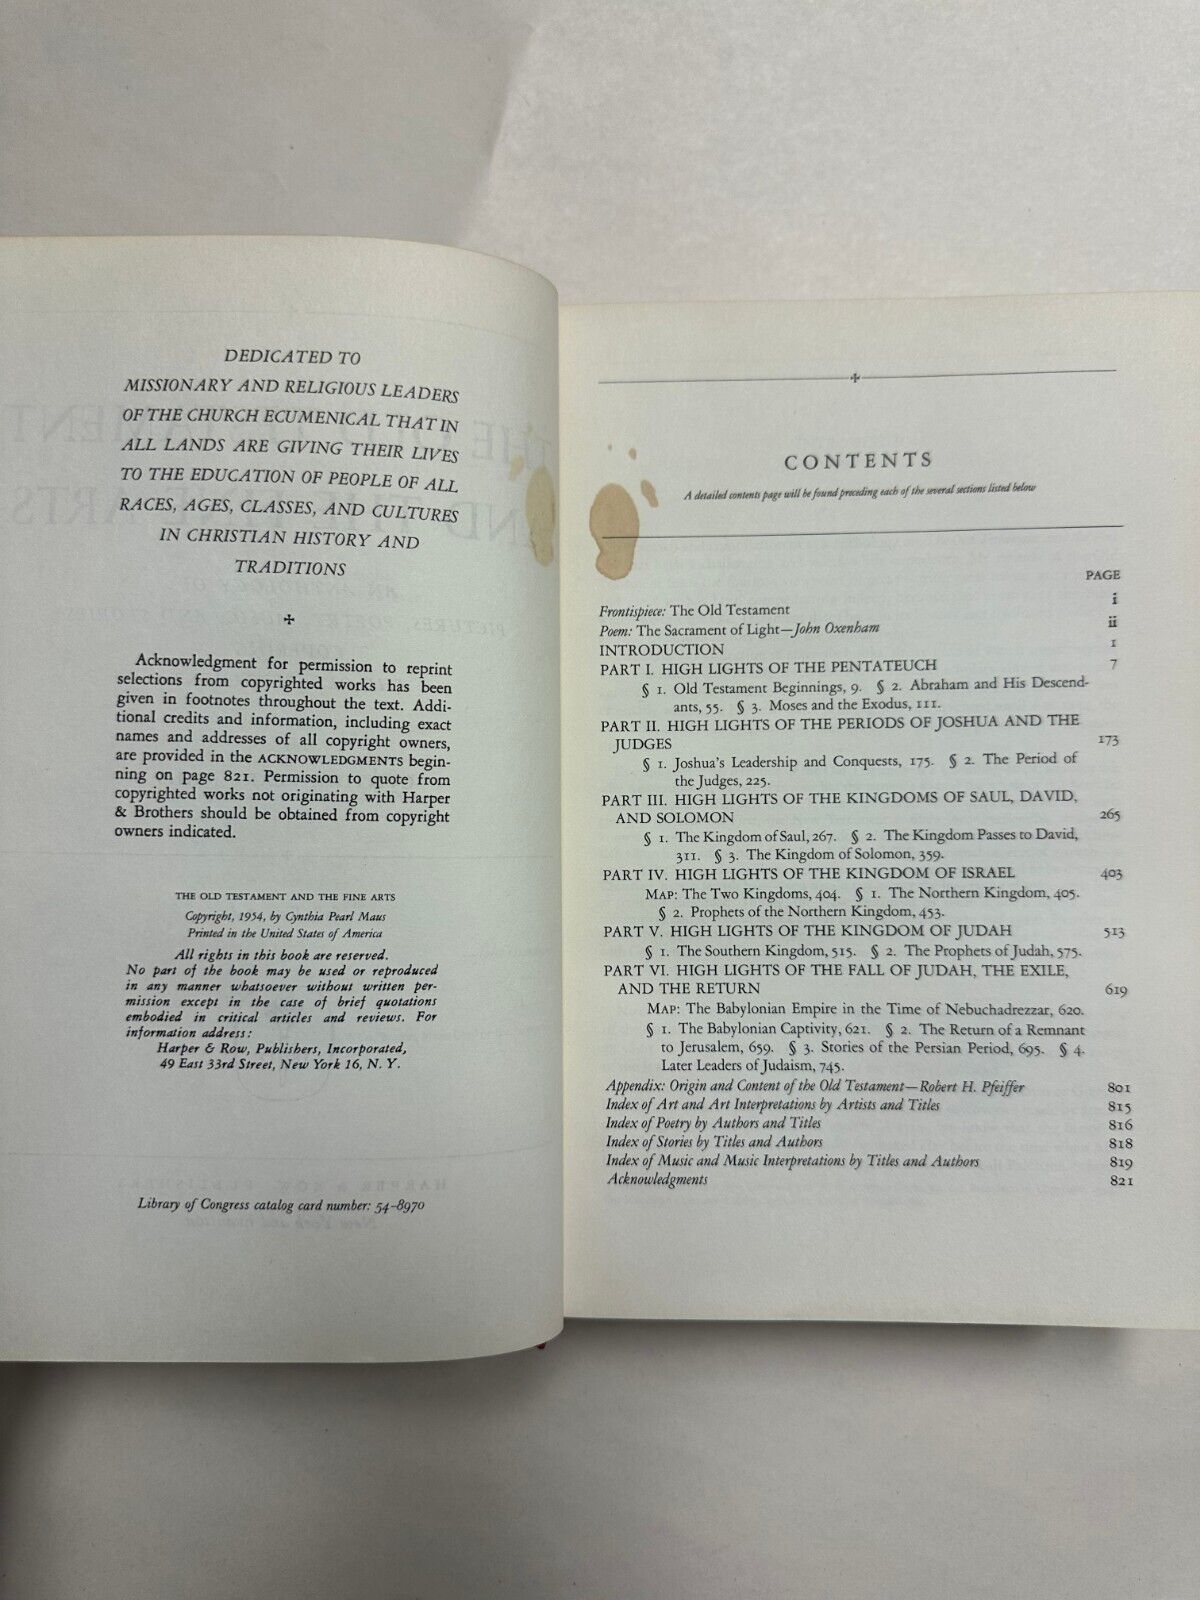 DEDICATED TO
MISSIONARY AND RELIGIOUS LEADERS
OF THE CHURCH ECUMENICAL THAT IN
ALL LANDS ARE GIVING THEIR LIVES
TO THE EDUCATION OF PEOPLE OF ALL
RACES, AGES, CLASSES, AND CULTURES
IN CHRISTIAN HISTORY AND
TRADITIONS
Acknowledgment for permission to reprint
selections from copyrighted works has been
given in footnotes throughout the text. Addi-
tional credits and information, including exact
names and addresses of all copyright owners,
are provided in the ACKNOWLEDGMENTS begin-
ning on page 821. Permission to quote from
copyrighted works not originating with Harper
& Brothers should be obtained from copyright
owners indicated.
THE OLD TESTAMENT AND THE FINE ARTS
Copyright, 1954, by Cynthia Pearl Maus
Printed in the United States of America
All rights in this book are reserved.
No part of the book may be used or reproduced
in any manner whatsoever without written per-
mission except in the case of brief quotations
embodied in critical articles and reviews. For
information address:
Harper & Row, Publishers, Incorporated,
49 East 33rd Street, New York 16, N. Y.
Library of Congress catalog card number: 54-8970
CONTENTS
A detailed contents page will be found preceding each of the several sections listed below
PAGE
Frontispiece: The Old Testament i
Poem: The Sacrament of Light—John Oxenham ii
INTRODUCTION 1
PART I. HIGH LIGHTS OF THE PENTATEUCH 7
§ 1. Old Testament Beginnings, 9. § 2. Abraham and His Descend-
ants, 55. § 3. Moses and the Exodus, 111.
PART II. HIGH LIGHTS OF THE PERIODS OF JOSHUA AND THE
JUDGES 173
§ 1. Joshua's Leadership and Conquests, 175. § 2. The Period of
the Judges, 225.
PART III. HIGH LIGHTS OF THE KINGDOMS OF SAUL, DAVID,
AND SOLOMON 265
§ 1. The Kingdom of Saul, 267. § 2. The Kingdom Passes to David,
311. § 3. The Kingdom of Solomon, 359.
PART IV. HIGH LIGHTS OF THE KINGDOM OF ISRAEL 403
MAP: The Two Kingdoms, 404. § 1. The Northern Kingdom, 405.
§ 2. Prophets of the Northern Kingdom, 453.
PART V. HIGH LIGHTS OF THE KINGDOM OF JUDAH 513
§ 1. The Southern Kingdom, 515. § 2. The Prophets of Judah, 575.
PART VI. HIGH LIGHTS OF THE FALL OF JUDAH, THE EXILE,
AND THE RETURN 619
MAP: The Babylonian Empire in the Time of Nebuchadrezzar, 620.
§ 1. The Babylonian Captivity, 621. § 2. The Return of a Remnant
to Jerusalem, 659. § 3. Stories of the Persian Period, 695. § 4.
Later Leaders of Judaism, 745.
Appendix: Origin and Content of the Old Testament—Robert H. Pfeiffer 801
Index of Art and Art Interpretations by Artists and Titles 815
Index of Poetry by Authors and Titles 816
Index of Stories by Titles and Authors 818
Index of Music and Music Interpretations by Titles and Authors 819
Acknowledgments 821